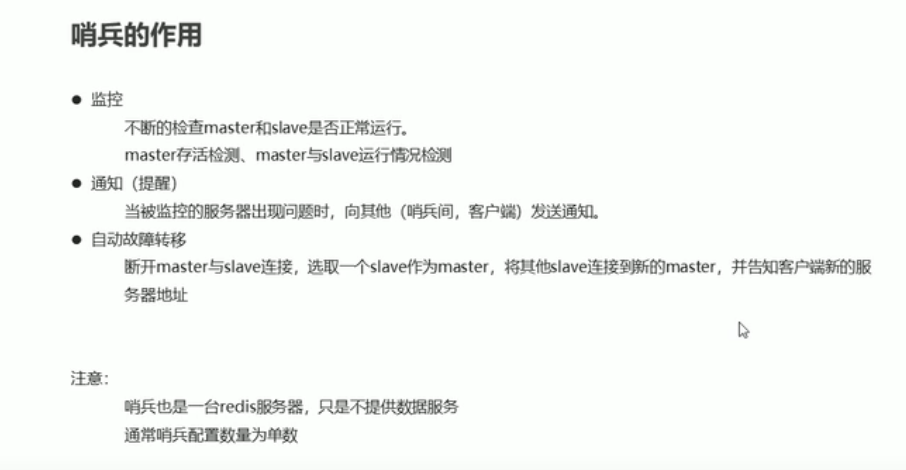 哨兵的作用
● 监控
不断的检查master和slave是否正常运行。
master存活检测、master与slave运行情况检测
● 通知（提醒）
当被监控的服务器出现问题时，向其他（哨兵间，客户端）发送通知。
● 自动故障转移
断开master与slave连接，选取一个slave作为master，将其他slave连接到新的master，并告知客户端新的服
务器地址
注意：
哨兵也是一台redis服务器，只是不提供数据服务
通常哨兵配置数量为单数